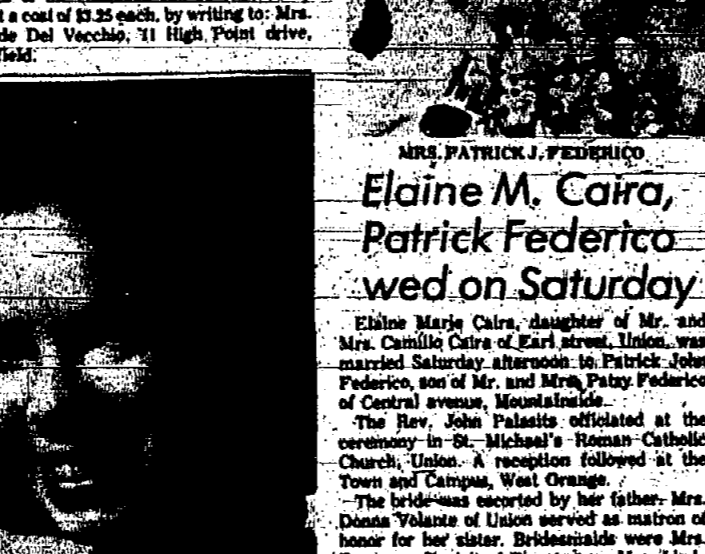 t a cost of $3.25 each, by writing to: Mrs.
de Del Vecchio, 11 High Point drive,
field.
MRS. PATRICK J. FEDERICO
Elaine M. Caira,
Patrick Federico
wed on Saturday
Elaine Marie Caira, daughter of Mr. and
Mrs. Camillo Caira of Earl street, Union, was
married Saturday afternoon to Patrick John
Federico, son of Mr. and Mrs. Patsy Federico
of Central avenue, Mountainside.
The Rev. John Palasits officiated at the
ceremony in St. Michael's Roman Catholic
Church, Union. A reception followed at the
Town and Campus, West Orange.
The bride was escorted by her father. Mrs.
Donna Volante of Union served as matron of
honor for her sister. Bridesmaids were Mrs.